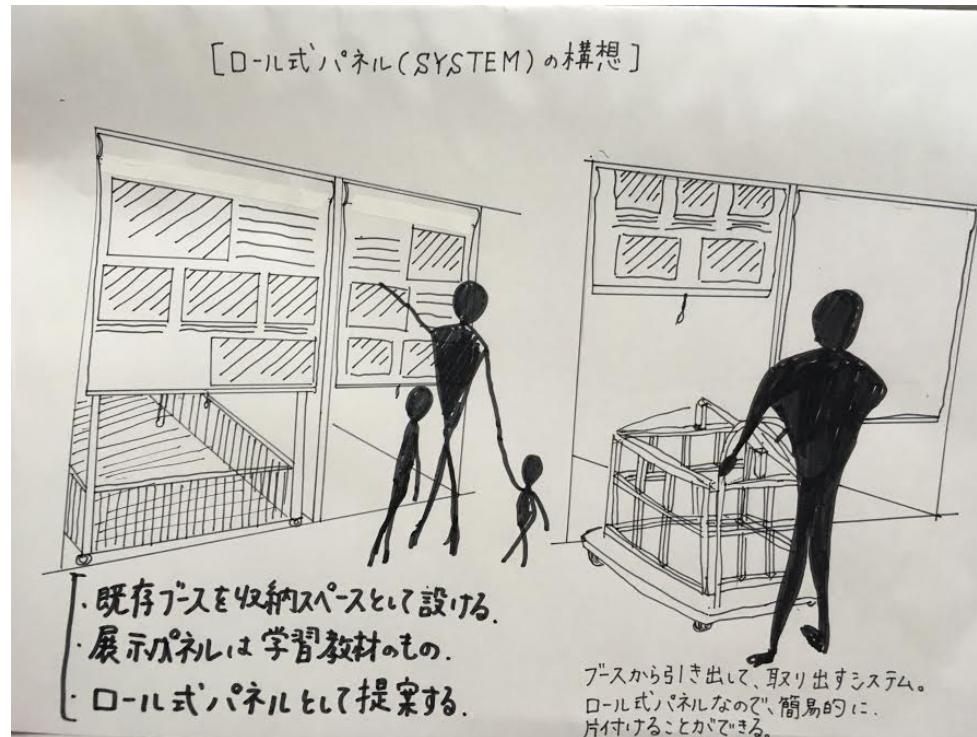 [ロール式パネル(SYSTEM)の構想]
・既存ブースを収納スペースとして設ける.
・展示パネルは学習教材のもの.
・ロール式パネルとして提案する.
ブースから引き出して、取り出すシステム。
ロール式パネルなので、簡易的に.
片付けることができる。